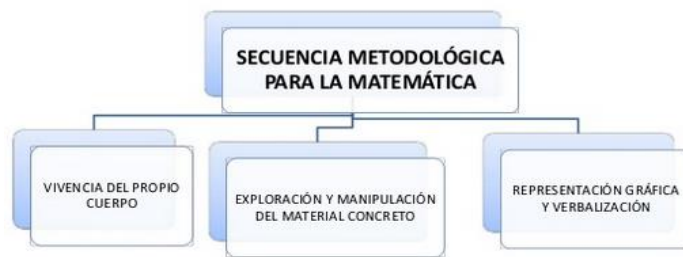 SECUENCIA METODOLÓGICA
PARA LA MATEMÁTICA
VIVENCIA DEL PROPIO
CUERPO
EXPLORACIÓN Y MANIPULACIÓN
DEL MATERIAL CONCRETO
REPRESENTACIÓN GRÁFICA
Y VERBALIZACIÓN